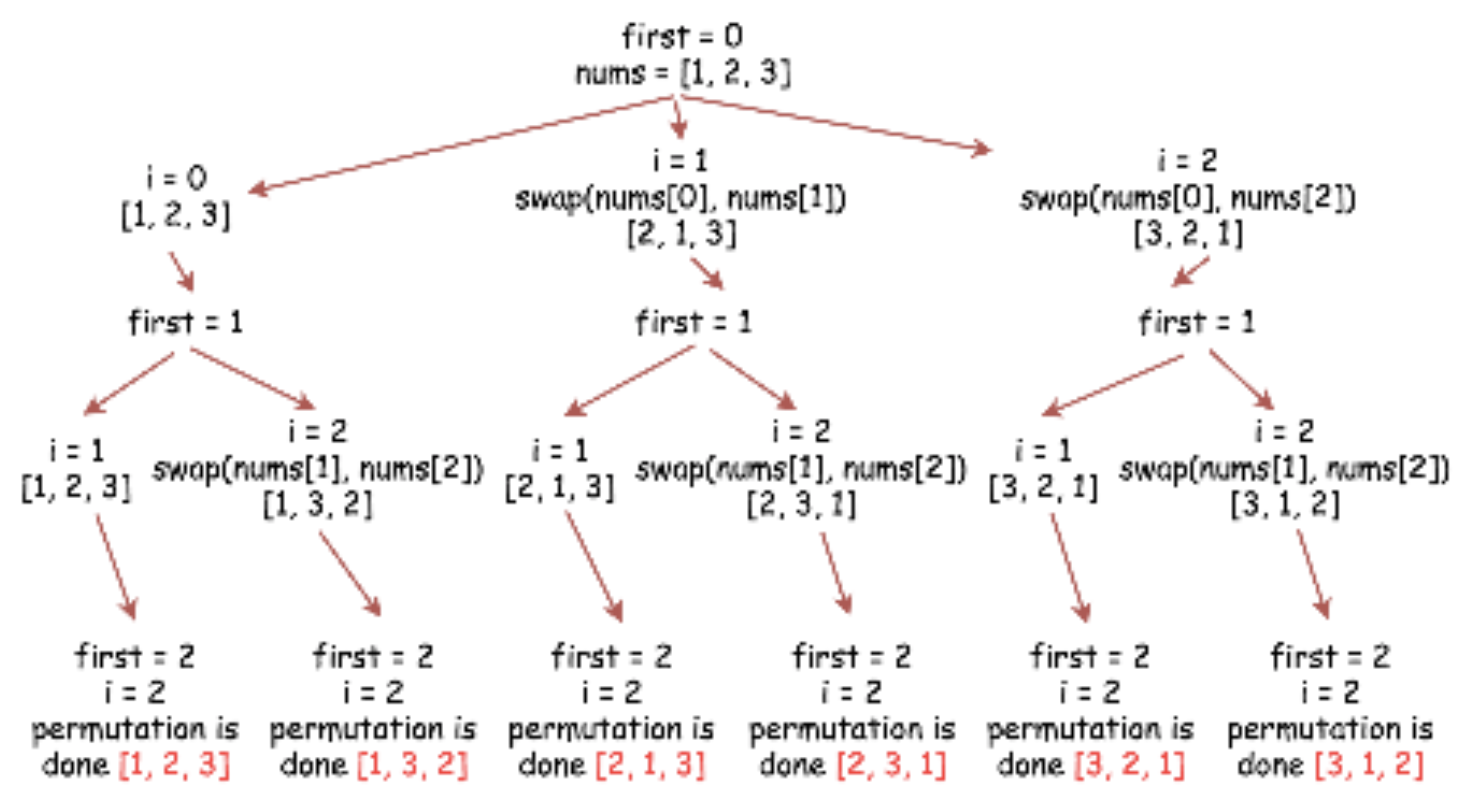 first = 0
nums = [1, 2, 3]
i = 0
[1, 2, 3]
i = 1
swap(nums[0], nums[1])
[2, 1, 3]
i = 2
swap(nums[0], nums[2])
[3, 2, 1]
first = 1
first = 1
first = 1
i = 1
[1, 2, 3]
i = 2
swap(nums[1], nums[2])
[1, 3, 2]
i = 1
[2, 1, 3]
i = 2
swap(nums[1], nums[2])
[2, 3, 1]
i = 1
[3, 2, 1]
i = 2
swap(nums[1], nums[2])
[3, 1, 2]
first = 2
i = 2
permutation is
done [1, 2, 3]
first = 2
i = 2
permutation is
done [1, 3, 2]
first = 2
i = 2
permutation is
done [2, 1, 3]
first = 2
i = 2
permutation is
done [2, 3, 1]
first = 2
i = 2
permutation is
done [3, 2, 1]
first = 2
i = 2
permutation is
done [3, 1, 2]